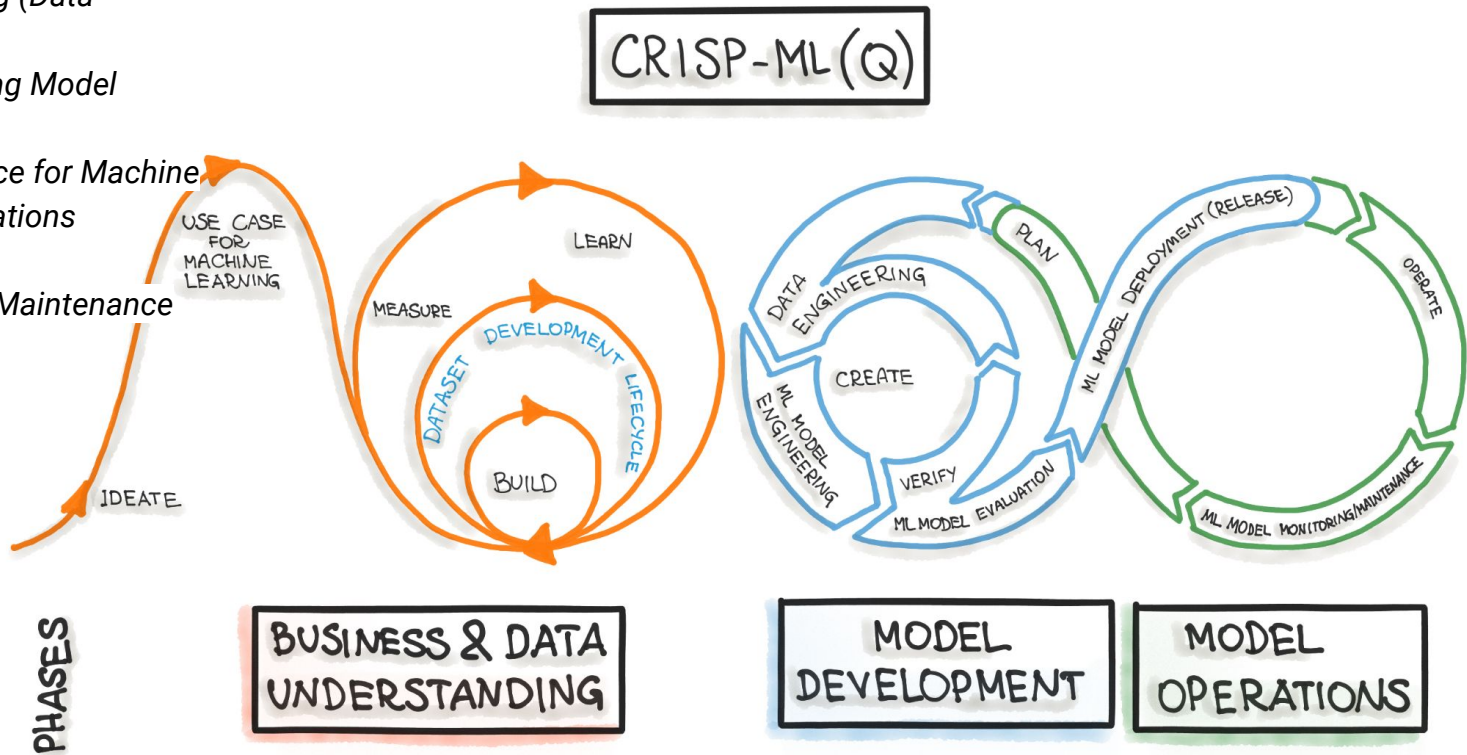 g (Data
ng Model
ce for Machine
ations
Maintenance
CRISP-ML(Q)
USE CASE
FOR
MACHINE
LEARNING
IDEATE
MEASURE
LEARN
DATASET DEVELOPMENT LIFECYCLE
BUILD
DATA
ENGINEERING
PLAN
CREATE
ML MODEL
ENGINEERING
VERIFY
ML MODEL EVALUATION
ML MODEL DEPLOYMENT (RELEASE)
OPERATE
ML MODEL MONITORING/MAINTENANCE
PHASES
BUSINESS & DATA
UNDERSTANDING
MODEL
DEVELOPMENT
MODEL
OPERATIONS